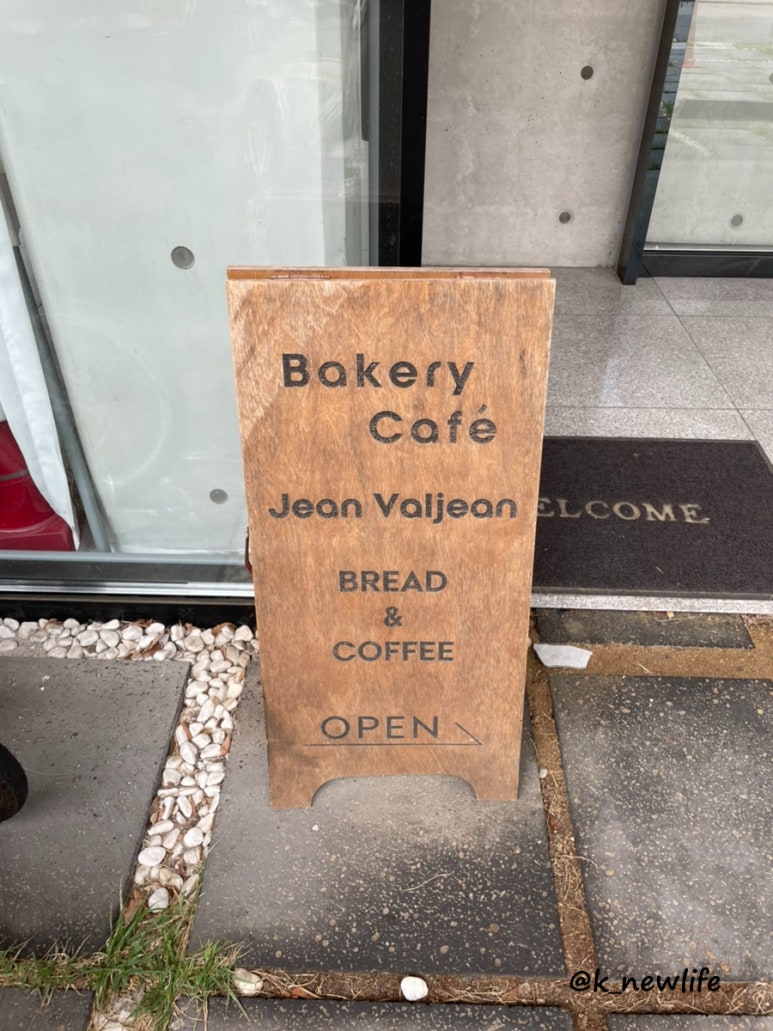 Bakery
Café
Jean Valjean
BREAD
&
COFFEE
OPEN
ELCOME
@k_newlife